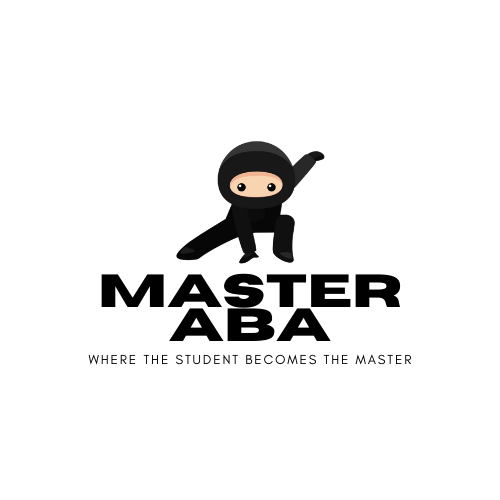 MASTER
ABA
WHERE THE STUDENT BECOMES THE MASTER